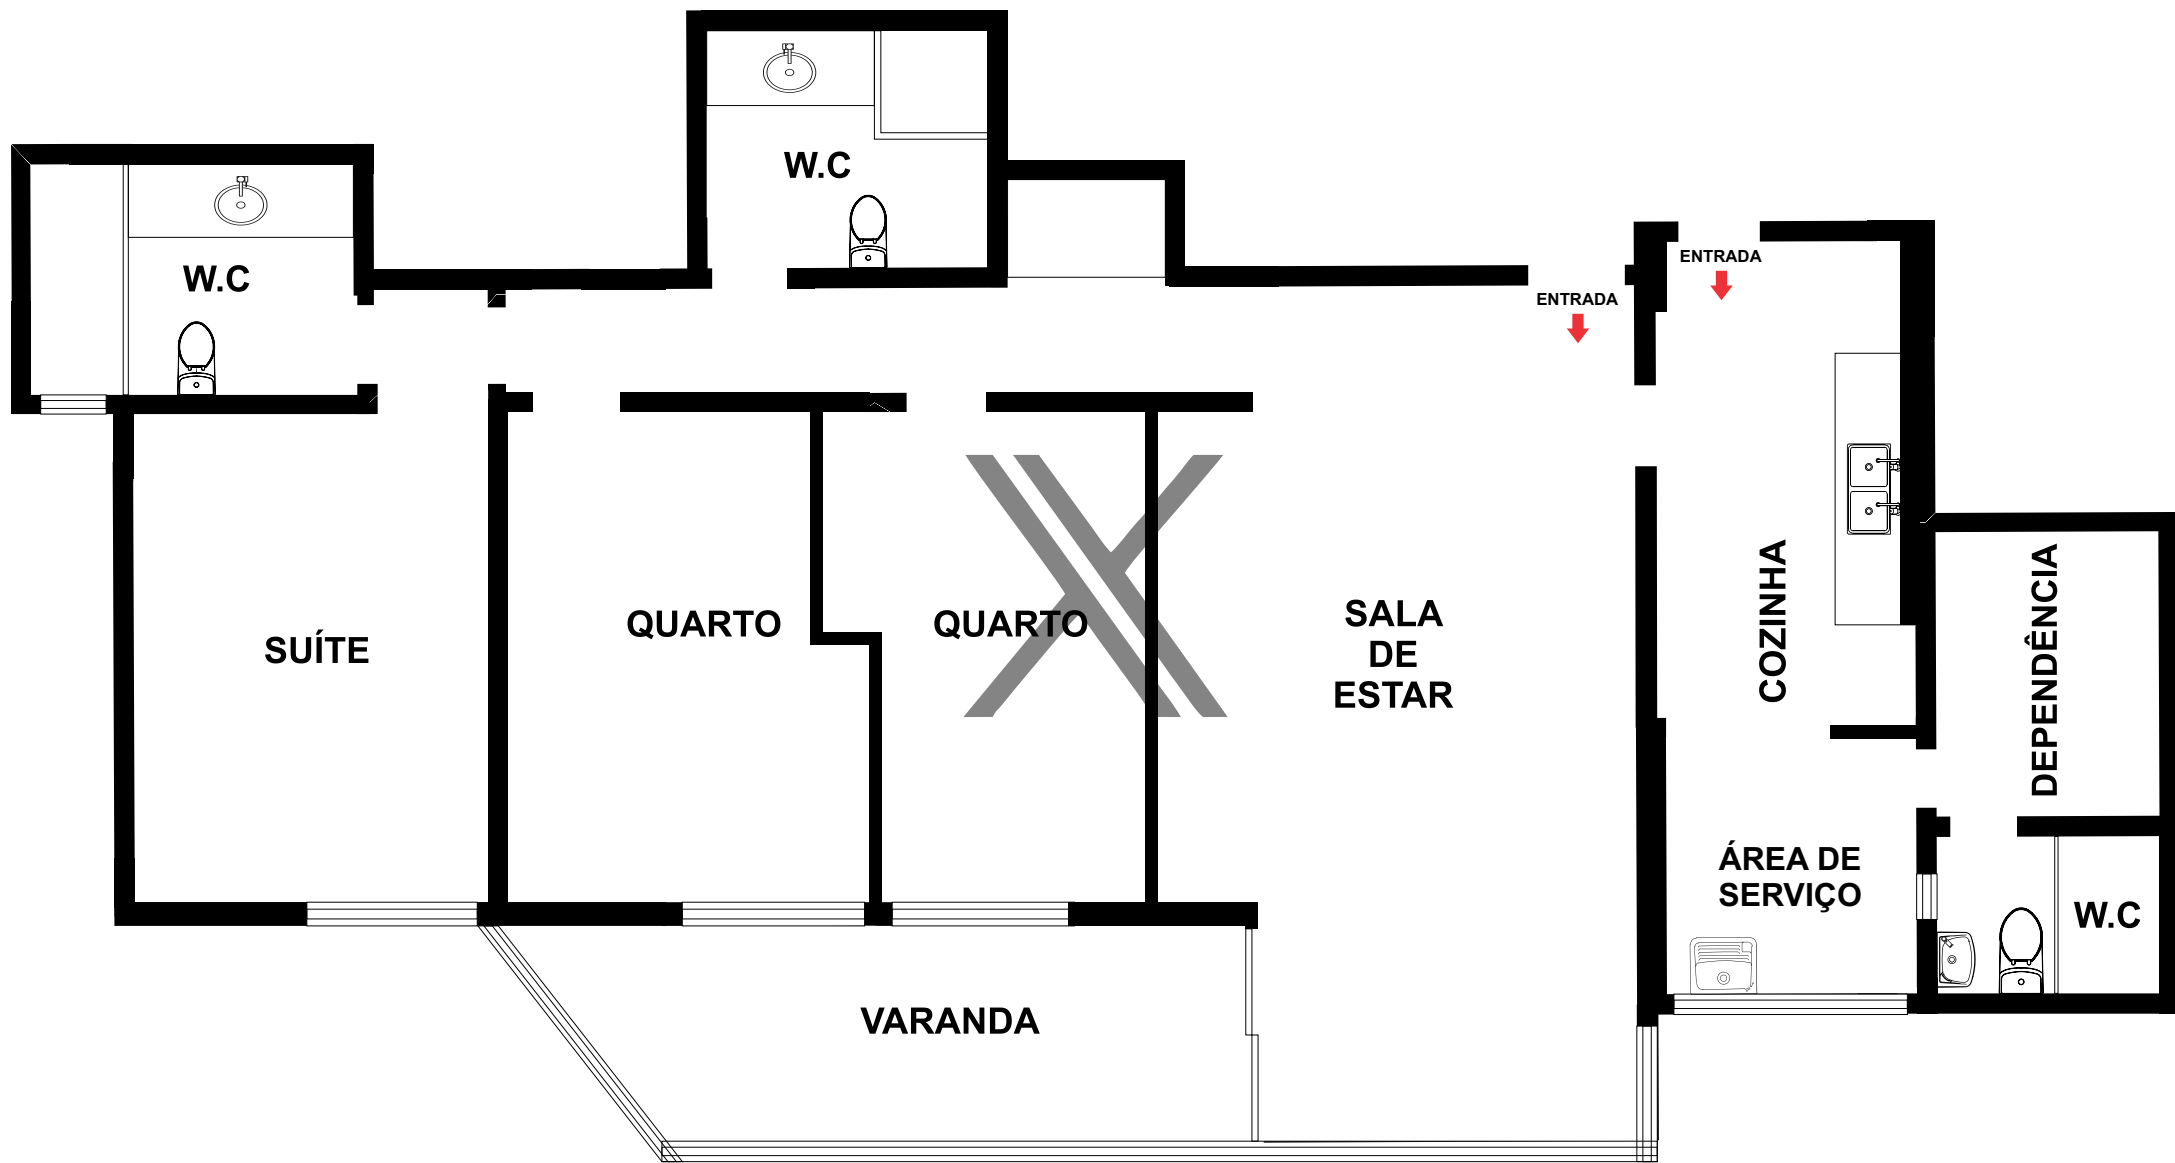 W.C
W.C
ENTRADA
ENTRADA
SUÍTE
QUARTO
QUARTO
SALA
DE
ESTAR
COZINHA
DEPENDÊNCIA
ÁREA DE
SERVIÇO
W.C
VARANDA